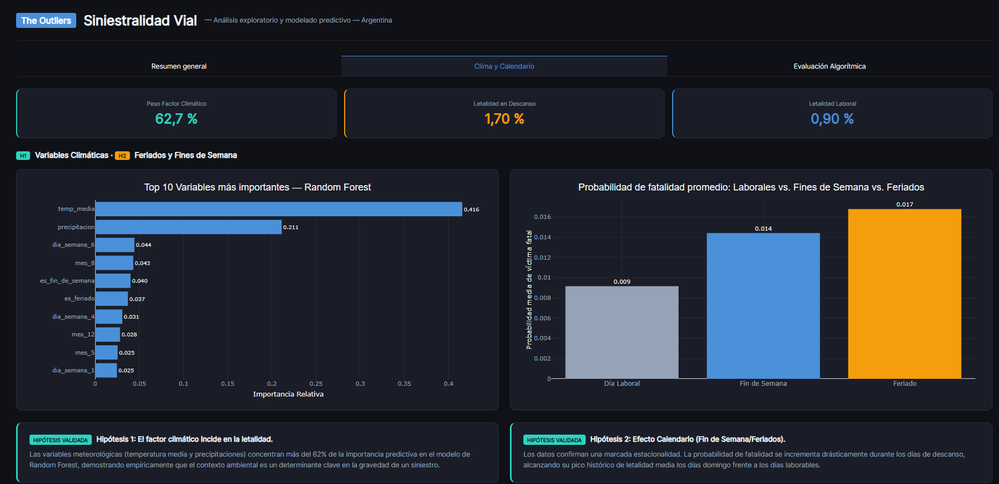 The Outliers Siniestralidad Vial — Análisis exploratorio y modelado predictivo — Argentina
Resumen general Clima y Calendario Evaluación Algorítmica
Peso Factor Climático
62,7 %
Letalidad en Descanso
1,70 %
Letalidad Laboral
0,90 %
H1 Variables Climáticas · H2 Feriados y Fines de Semana
Top 10 Variables más importantes — Random Forest
temp_media 0.416
precipitacion 0.211
dia_semana_6 0.044
mes_8 0.043
es_fin_de_semana 0.040
es_feriado 0.037
dia_semana_4 0.031
mes_12 0.028
mes_5 0.025
dia_semana_1 0.025
0 0.05 0.1 0.15 0.2 0.25 0.3 0.35 0.4
Importancia Relativa
Probabilidad de fatalidad promedio: Laborales vs. Fines de Semana vs. Feriados
Probabilidad media de víctima fatal
0.016
0.014
0.012
0.01
0.008
0.006
0.004
0.002
0
0.009
0.014
0.017
Día Laboral Fin de Semana Feriado
HIPÓTESIS VALIDADA Hipótesis 1: El factor climático incide en la letalidad.
Las variables meteorológicas (temperatura media y precipitaciones) concentran más del 62% de la importancia predictiva en el modelo de
Random Forest, demostrando empíricamente que el contexto ambiental es un determinante clave en la gravedad de un siniestro.
HIPÓTESIS VALIDADA Hipótesis 2: Efecto Calendario (Fin de Semana/Feriados).
Los datos confirman una marcada estacionalidad. La probabilidad de fatalidad se incrementa drásticamente durante los días de descanso,
alcanzando su pico histórico de letalidad media los días domingo frente a los días laborables.